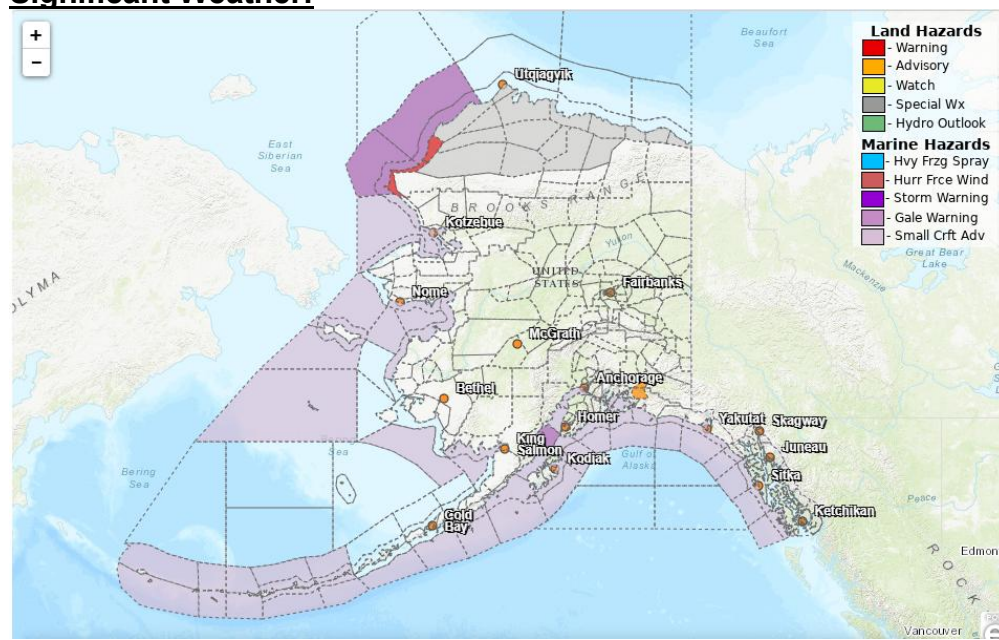 Significant Weather:
+
−
Land Hazards
- Warning
- Advisory
- Watch
- Special Wx
- Hydro Outlook
Marine Hazards
- Hvy Frzg Spray
- Hurr Frce Wind
- Storm Warning
- Gale Warning
- Small Crft Adv
Beaufort
Sea
Utqiagvik
East
Siberian
Sea
BROOKS RANGE
Kotzebue
Yukon
Great Bear
Lake
Mackenzie
OLYMA
UNITED
STATES
Fairbanks
Nome
McGrath
Anchorage
Bethel
Homer
Yakutat
Skagway
King
Salmon
Juneau
Kodiak
Gulf of
Alaska
Sitka
Bering
Sea
Sea
Peace
Cold
Bay
Ketchikan
Edmon
ROCK
Vancouver